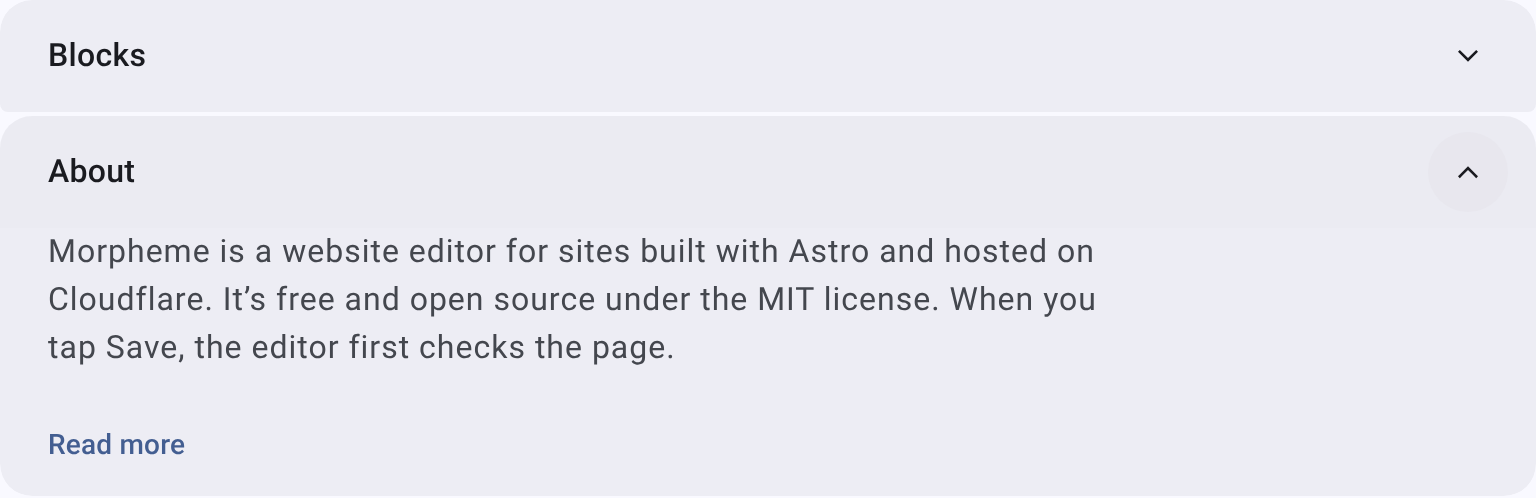 Blocks
About
Morpheme is a website editor for sites built with Astro and hosted on
Cloudflare. It’s free and open source under the MIT license. When you
tap Save, the editor first checks the page.
Read more